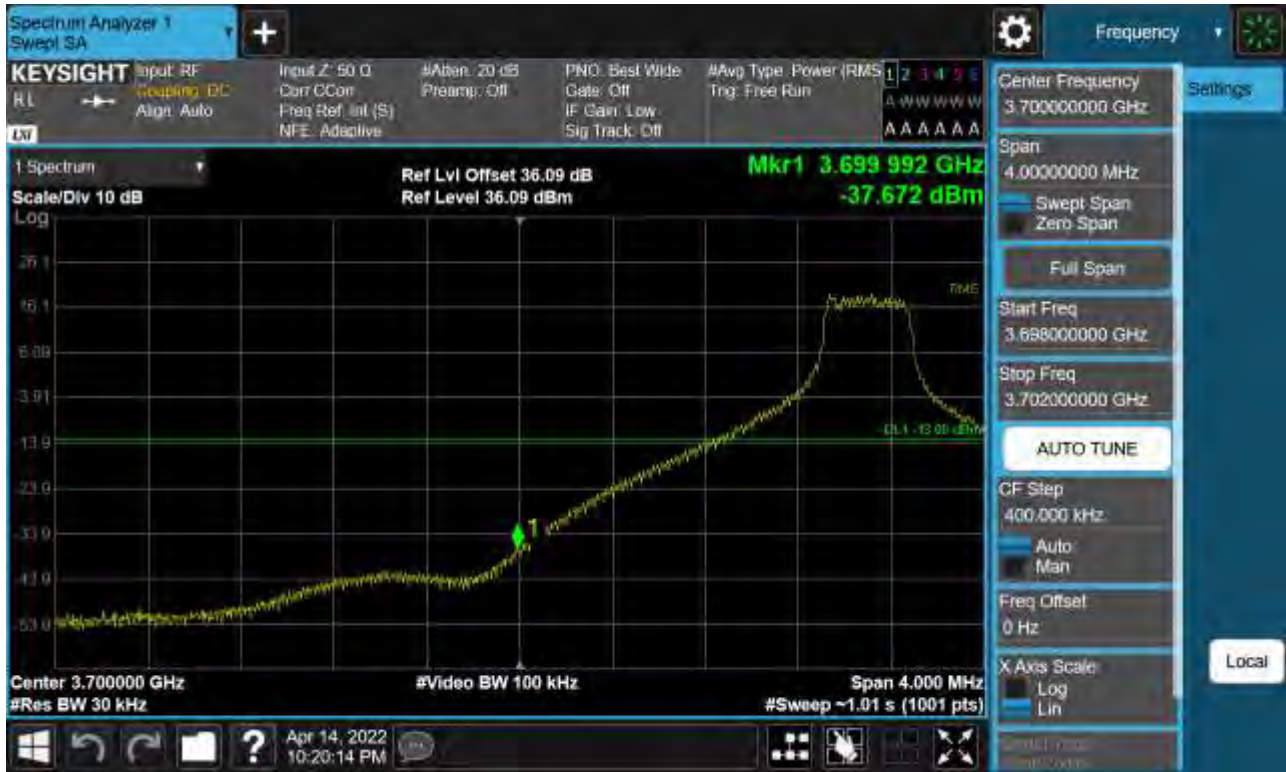 Spectrum Analyzer 1
Swept SA
+
Frequency
KEYSIGHT
RL
LXI
Input: RF
Coupling: DC
Align: Auto
Input Z: 50 Ω
Corr CCorr
Freq Ref: Int (S)
NFE: Adaptive
#Atten: 20 dB
Preamp: Off
PNO: Best Wide
Gate: Off
IF Gain: Low
Sig Track: Off
#Avg Type: Power (RMS
Trig: Free Run
1 2 3 4 5 6
A W W W W W
A A A A A A
1 Spectrum
Scale/Div 10 dB
Log
Ref Lvl Offset 36.09 dB
Ref Level 36.09 dBm
Mkr1 3.699 992 GHz
-37.672 dBm
26.1
16.1
6.09
-3.91
-13.9
-23.9
-33.9
-43.9
-53.9
RMS
DL1 -13.00 dBm
1
Center 3.700000 GHz
#Res BW 30 kHz
#Video BW 100 kHz
Span 4.000 MHz
#Sweep ~1.01 s (1001 pts)
Center Frequency
3.700000000 GHz
Settings
Span
4.00000000 MHz
Swept Span
Zero Span
Full Span
Start Freq
3.698000000 GHz
Stop Freq
3.702000000 GHz
AUTO TUNE
CF Step
400.000 kHz
Auto
Man
Freq Offset
0 Hz
X Axis Scale
Log
Lin
Local
?
Apr 14, 2022
10:20:14 PM